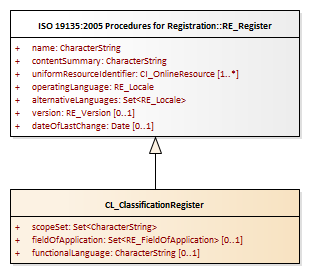 ISO 19135:2005 Procedures for Registration::RE_Register
+ name: CharacterString
+ contentSummary: CharacterString
+ uniformResourceIdentifier: CI_OnlineResource [1..*]
+ operatingLanguage: RE_Locale
+ alternativeLanguages: Set<RE_Locale>
+ version: RE_Version [0..1]
+ dateOfLastChange: Date [0..1]
CL_ClassificationRegister
+ scopeSet: Set<CharacterString>
+ fieldOfApplication: Set<RE_FieldOfApplication> [0..1]
+ functionalLanguage: CharacterString [0..1]